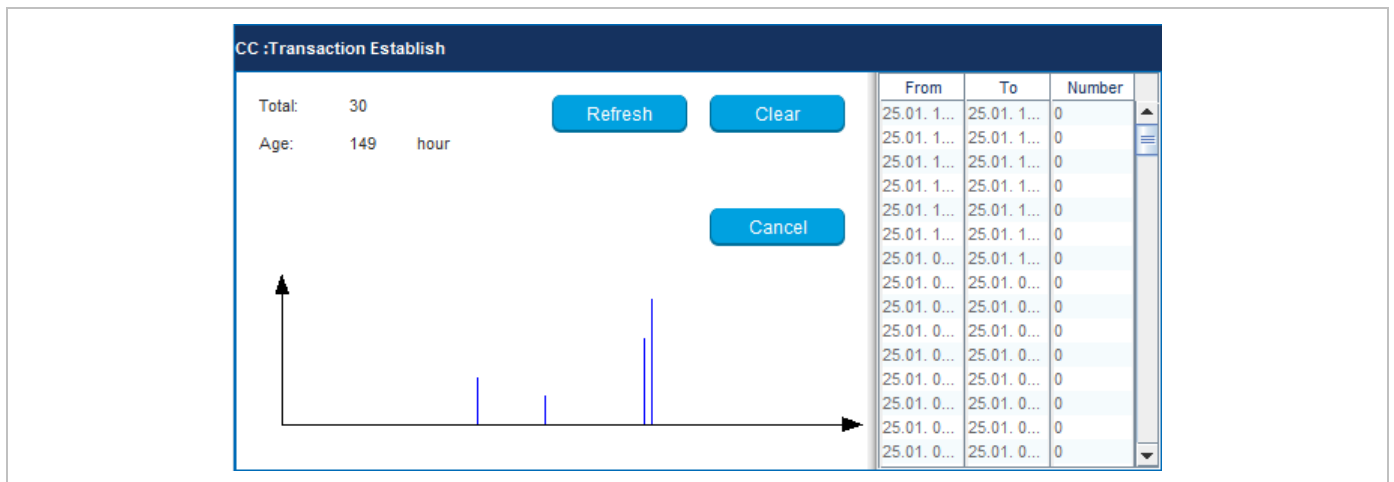 CC :Transaction Establish
Total: 30
Age: 149 hour
Refresh
Clear
Cancel
From To Number
25.01. 1... 25.01. 1... 0
25.01. 1... 25.01. 1... 0
25.01. 1... 25.01. 1... 0
25.01. 1... 25.01. 1... 0
25.01. 1... 25.01. 1... 0
25.01. 1... 25.01. 1... 0
25.01. 0... 25.01. 1... 0
25.01. 0... 25.01. 0... 0
25.01. 0... 25.01. 0... 0
25.01. 0... 25.01. 0... 0
25.01. 0... 25.01. 0... 0
25.01. 0... 25.01. 0... 0
25.01. 0... 25.01. 0... 0
25.01. 0... 25.01. 0... 0
25.01. 0... 25.01. 0... 0